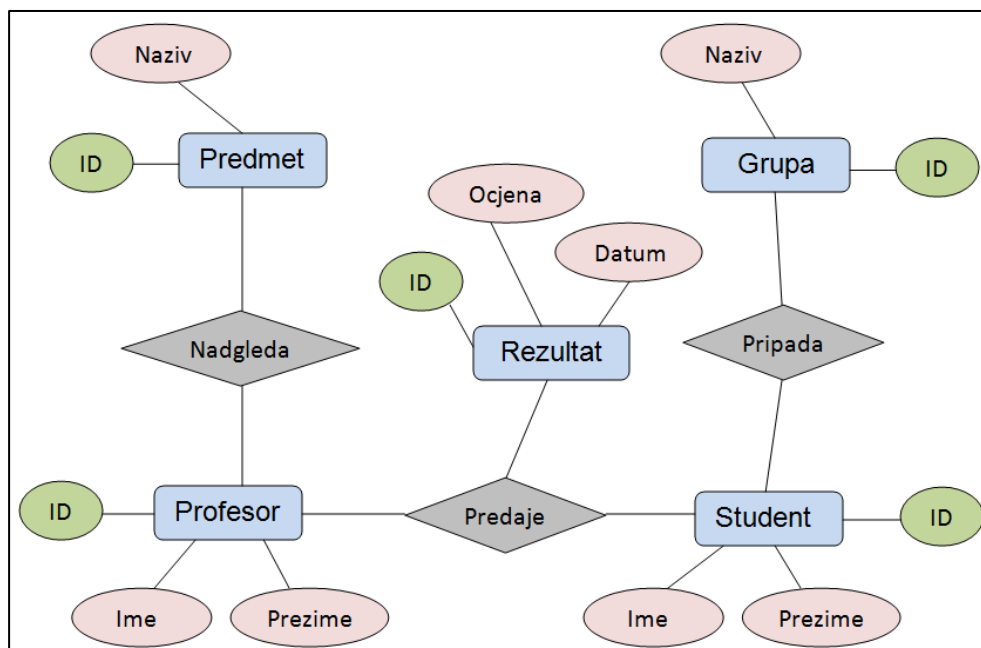 Naziv
Naziv
ID
Predmet
Grupa
ID
Ocjena
Datum
ID
Nadgleda
Rezultat
Pripada
ID
Profesor
Predaje
Student
ID
Ime
Prezime
Ime
Prezime